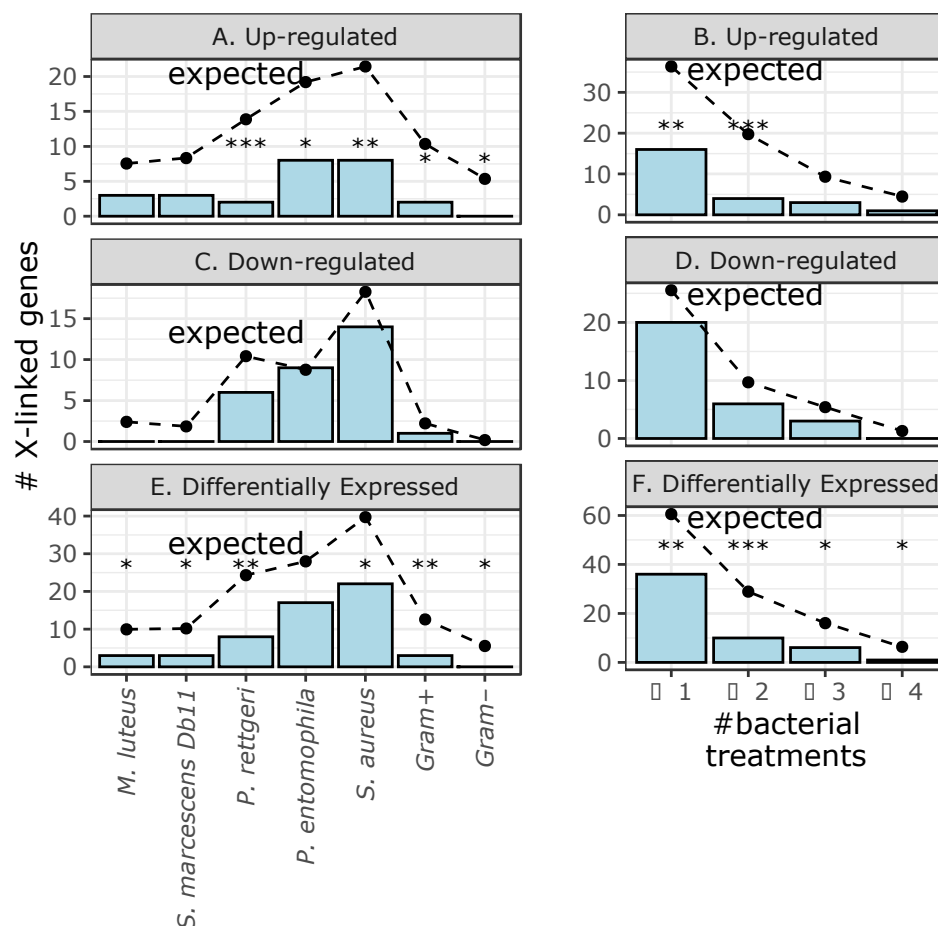 A. Up-regulated
expected
20
15
10
5
0
*** * ** * *
B. Up-regulated
expected
30
20
10
0
** ***
# X-linked genes
C. Down-regulated
expected
15
10
5
0
D. Down-regulated
expected
20
10
0
E. Differentially Expressed
expected
40
30
20
10
0
* * ** * ** *
F. Differentially Expressed
expected
60
40
20
0
** *** * *
M. luteus
S. marcescens Db11
P. rettgeri
P. entomophila
S. aureus
Gram+
Gram−
1 2 3 4
#bacterial
treatments